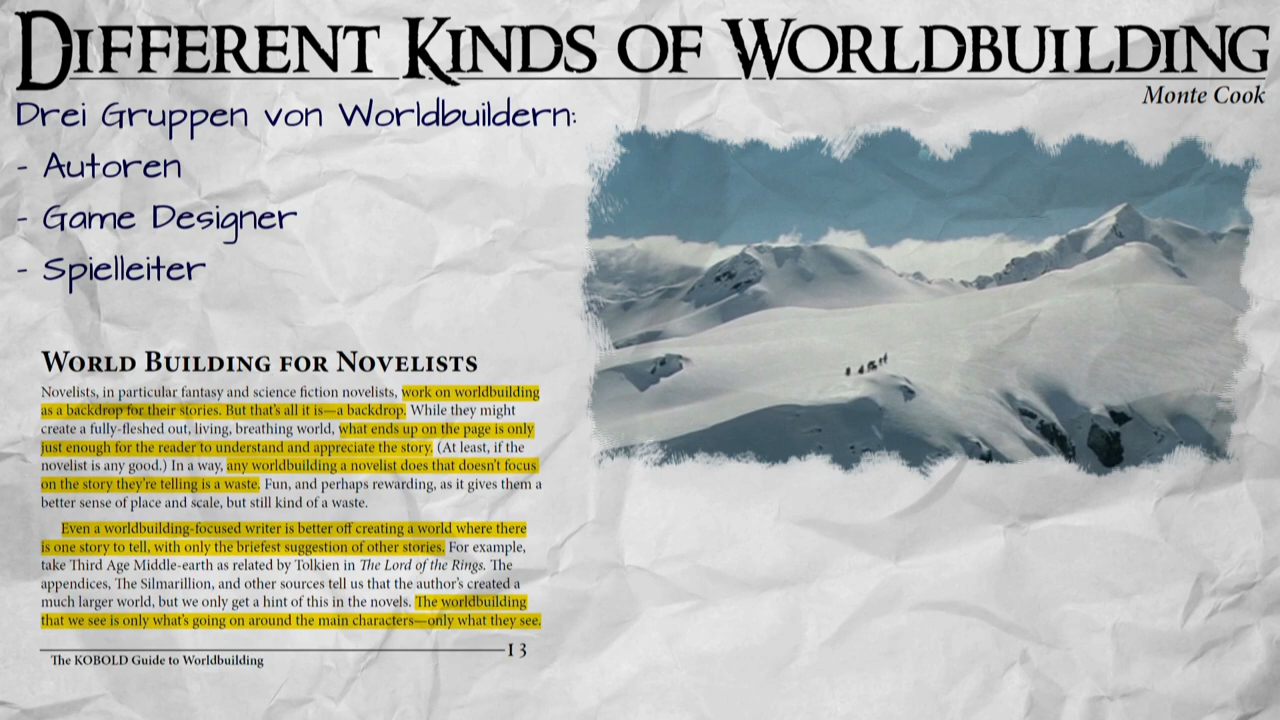 DIFFERENT KINDS OF WORLDBUILDING
Monte Cook
Drei Gruppen von Worldbuildern:
- Autoren
- Game Designer
- Spielleiter
WORLD BUILDING FOR NOVELISTS
Novelists, in particular fantasy and science fiction novelists, work on worldbuilding
as a backdrop for their stories. But that's all it is—a backdrop. While they might
create a fully-fleshed out, living, breathing world, what ends up on the page is only
just enough for the reader to understand and appreciate the story. (At least, if the
novelist is any good.) In a way, any worldbuilding a novelist does that doesn't focus
on the story they're telling is a waste. Fun, and perhaps rewarding, as it gives them a
better sense of place and scale, but still kind of a waste.
Even a worldbuilding-focused writer is better off creating a world where there
is one story to tell, with only the briefest suggestion of other stories. For example,
take Third Age Middle-earth as related by Tolkien in The Lord of the Rings. The
appendices, The Silmarillion, and other sources tell us that the author's created a
much larger world, but we only get a hint of this in the novels. The worldbuilding
that we see is only what's going on around the main characters—only what they see.
13
The KOBOLD Guide to Worldbuilding